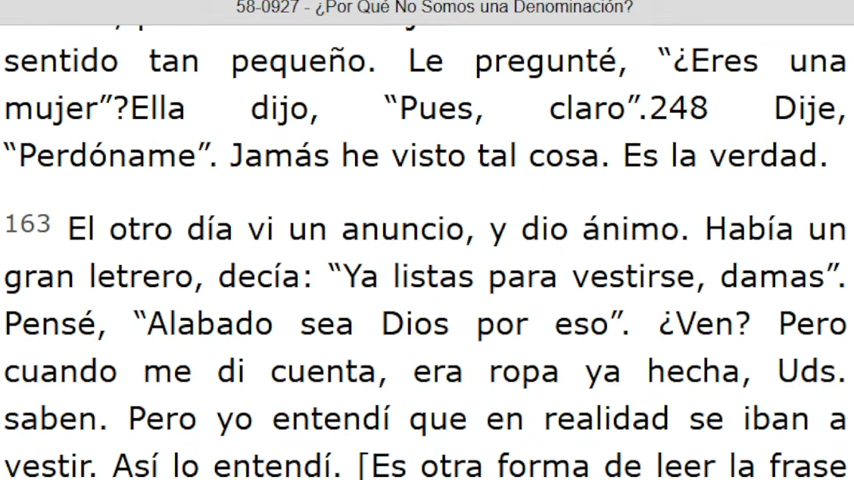 58-0927 - ¿Por Qué No Somos una Denominación?
sentido tan pequeño. Le pregunté, “¿Eres una
mujer”?Ella dijo, “Pues, claro”.248 Dije,
“Perdóname”. Jamás he visto tal cosa. Es la verdad.
163 El otro día vi un anuncio, y dio ánimo. Había un
gran letrero, decía: “Ya listas para vestirse, damas”.
Pensé, “Alabado sea Dios por eso”. ¿Ven? Pero
cuando me di cuenta, era ropa ya hecha, Uds.
saben. Pero yo entendí que en realidad se iban a
vestir. Así lo entendí. [Es otra forma de leer la frase